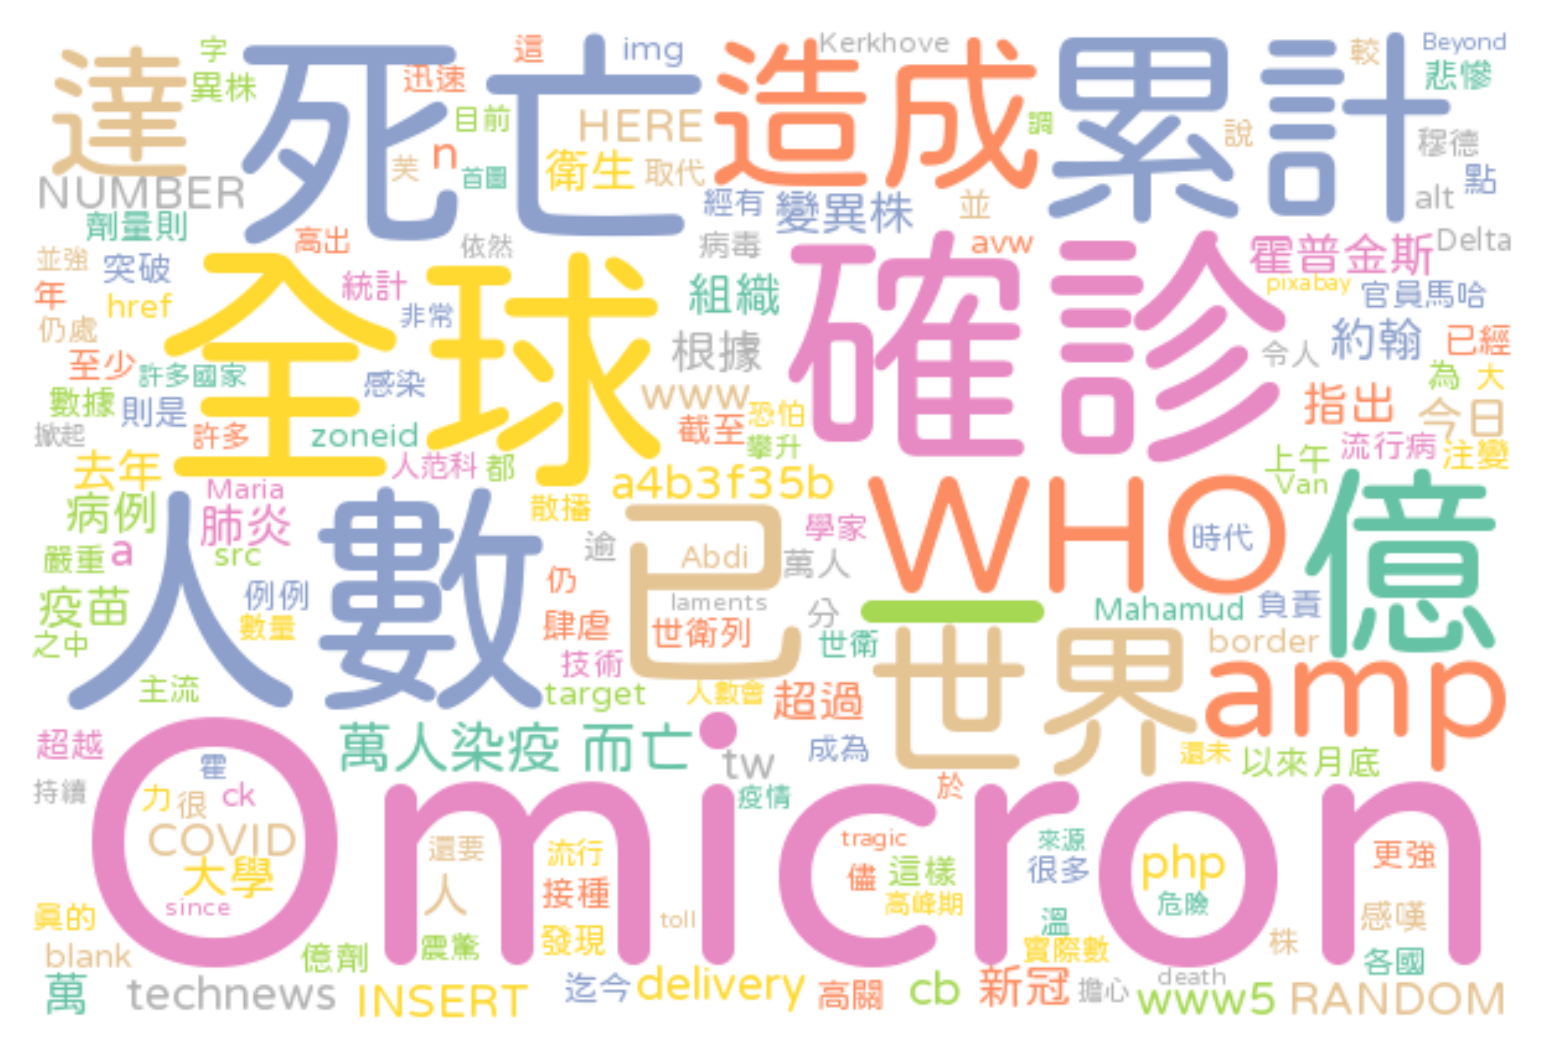 字 這 img Kerkhove 較 Beyond
達 異株 死亡 迅速 造成 累計 悲慘
目前 HERE 調 說 穆德
芙 n 首圖 衛生 取代 點
NUMBER 經有 變異株 並 alt
劑量則 高出 依然 病毒 avw 霍普金斯 Delta
並強 突破 統計 組織 確診 pixabay 官員馬哈
年 href 非常 全球
仍處 根據 令人 約翰 已經
至少 許多國家 感染 www 為 大
數據 則是 恐怕 指出 今日
掀起 許多 zoneid 截至 攀升 流行病 注變
去年 人范科 都 a4b3f35b 上午
Maria 散播 Van
病例 肺炎 學家 WHO 時代 億
嚴重 a src 人數 逾 已 Abdi 萬人
疫苗 例例 仍 laments 分 一 Mahamud 負責
之中 數量 肆虐 世衛列 世衛 世界 border
技術
主流 target 人數會 超過 amp
超越 萬人染疫 而亡 tw 成為 還未 以來月底
霍
持續 力 很 ck Omicron 疫情 於
COVID 還要 流行 tragic 來源 更強
大學 人 接種 儘 這樣 很多 php
since toll 高峰期 危險 感嘆
真的 溫
blank 億劑 震驚 發現 實際數 株 各國
萬 technews INSERT 迄今 delivery 高關 cb 新冠 擔心 death www5 RANDOM